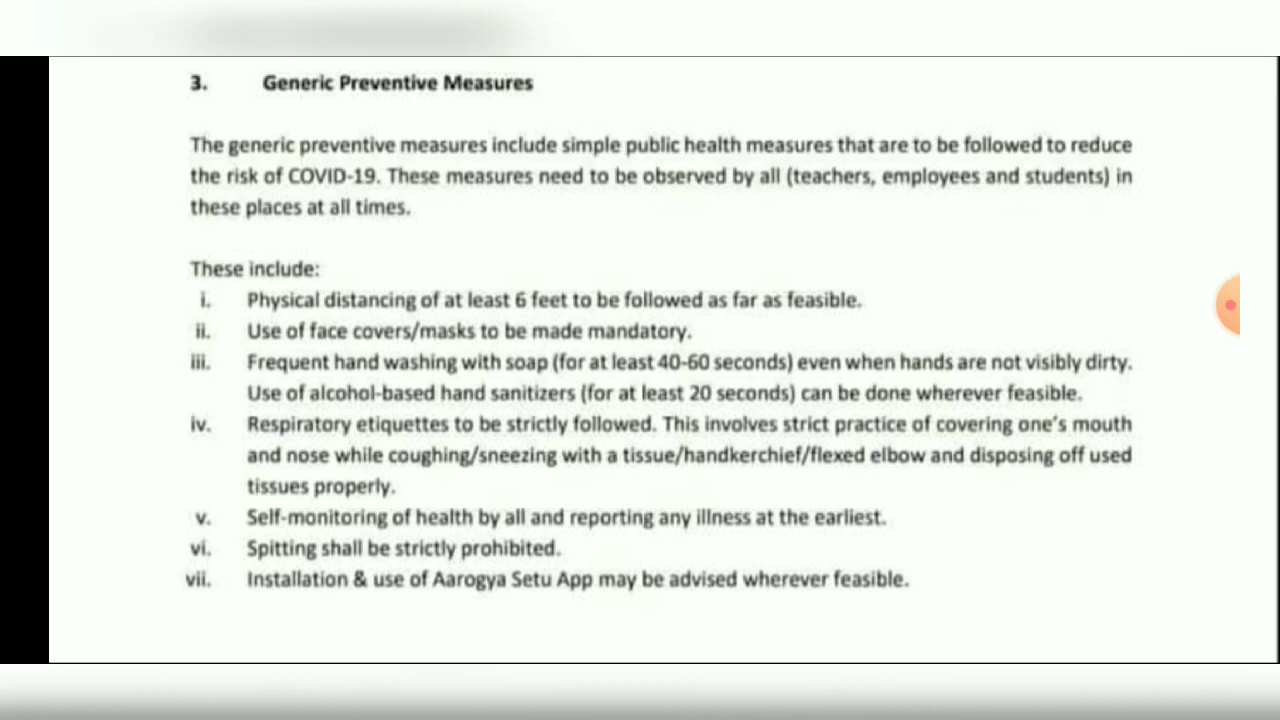 3. Generic Preventive Measures
The generic preventive measures include simple public health measures that are to be followed to reduce
the risk of COVID-19. These measures need to be observed by all (teachers, employees and students) in
these places at all times.
These include:
i. Physical distancing of at least 6 feet to be followed as far as feasible.
ii. Use of face covers/masks to be made mandatory.
iii. Frequent hand washing with soap (for at least 40-60 seconds) even when hands are not visibly dirty.
Use of alcohol-based hand sanitizers (for at least 20 seconds) can be done wherever feasible.
iv. Respiratory etiquettes to be strictly followed. This involves strict practice of covering one's mouth
and nose while coughing/sneezing with a tissue/handkerchief/flexed elbow and disposing off used
tissues properly.
v. Self-monitoring of health by all and reporting any illness at the earliest.
vi. Spitting shall be strictly prohibited.
vii. Installation & use of Aarogya Setu App may be advised wherever feasible.